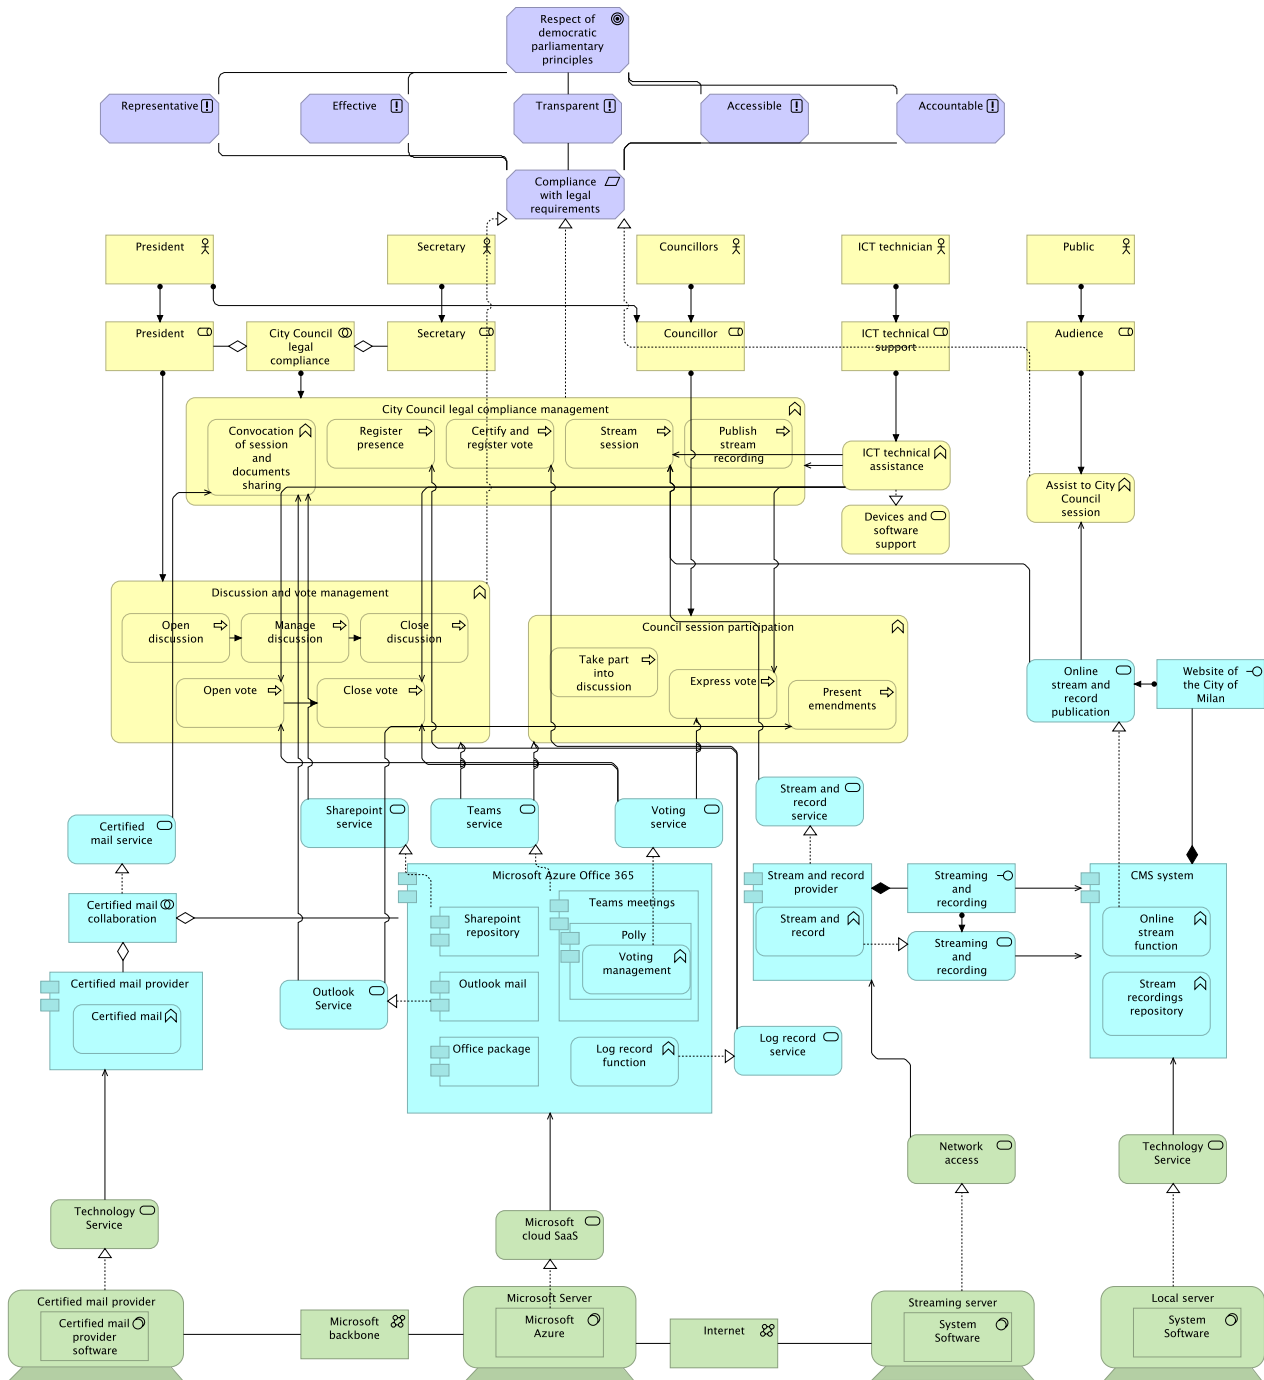 Respect of
democratic
parliamentary
principles
Representative
Effective
Transparent
Accessible
Accountable
Compliance
with legal
requirements
President
Secretary
Councillors
ICT technician
Public
President
City Council
legal
compliance
Secretary
Councillor
ICT technical
support
Audience
City Council legal compliance management
Convocation
of session
and
documents
sharing
Register
presence
Certify and
register vote
Stream
session
Publish
stream
recording
ICT technical
assistance
Assist to City
Council
session
Devices and
software
support
Discussion and vote management
Open
discussion
Manage
discussion
Close
discussion
Open vote
Close vote
Council session participation
Take part
into
discussion
Express vote
Present
emendments
Online
stream and
record
publication
Website of
the City of
Milan
Certified
mail service
Sharepoint
service
Teams
service
Voting
service
Stream and
record
service
Certified mail
collaboration
Microsoft Azure Office 365
Sharepoint
repository
Teams meetings
Polly
Voting
management
Outlook mail
Office package
Log record
function
Stream and record
provider
Stream and
record
Streaming
and
recording
Streaming
and
recording
CMS system
Online
stream
function
Stream
recordings
repository
Certified mail provider
Certified mail
Outlook
Service
Log record
service
Network
access
Technology
Service
Technology
Service
Microsoft
cloud SaaS
Certified mail provider
Certified mail
provider
software
Microsoft
backbone
Microsoft Server
Microsoft
Azure
Internet
Streaming server
System
Software
Local server
System
Software